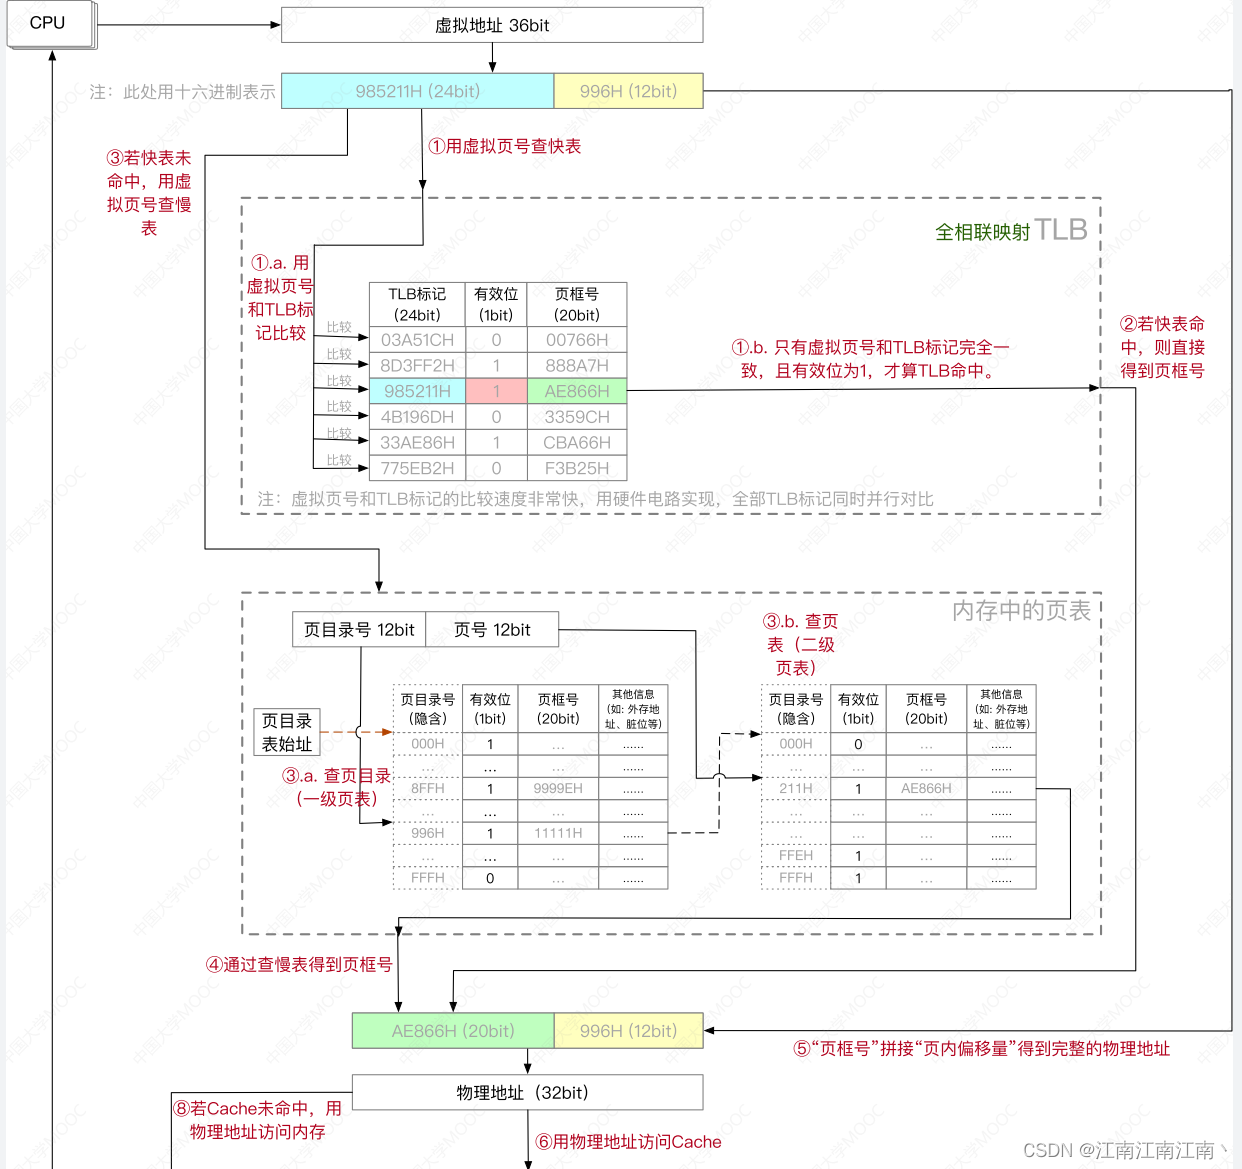 CPU
虚拟地址 36bit
注：此处用十六进制表示
985211H (24bit)
996H (12bit)
①用虚拟页号查快表
③若快表未
命中，用虚
拟页号查慢
表
全相联映射 TLB
①.a. 用
虚拟页号
和TLB标
记比较
TLB标记
(24bit)
有效位
(1bit)
页框号
(20bit)
比较 03A51CH 0 00766H
比较 8D3FF2H 1 888A7H
比较 985211H 1 AE866H
比较 4B196DH 0 3359CH
比较 33AE86H 1 CBA66H
比较 775EB2H 0 F3B25H
①.b. 只有虚拟页号和TLB标记完全一
致，且有效位为1，才算TLB命中。
②若快表命
中，则直接
得到页框号
注：虚拟页号和TLB标记的比较速度非常快，用硬件电路实现，全部TLB标记同时并行对比
内存中的页表
页目录号 12bit
页号 12bit
③.b. 查页
表（二级
页表）
页目录
表始址
③.a. 查页目录
（一级页表）
页目录号
(隐含)
有效位
(1bit)
页框号
(20bit)
其他信息
(如: 外存地
址、脏位等)
000H 1 ... ......
... ... ... ......
8FFH 1 9999EH ......
... ... ... ......
996H 1 11111H ......
... ... ... ......
FFFH 0 ... ......
页目录号
(隐含)
有效位
(1bit)
页框号
(20bit)
其他信息
(如: 外存地
址、脏位等)
000H 0 ... ......
... ... ... ......
211H 1 AE866H ......
... ... ... ......
... ... ... ......
FFEH 1 ... ......
FFFH 1 ... ......
④通过查慢表得到页框号
AE866H (20bit)
996H (12bit)
⑤“页框号”拼接“页内偏移量”得到完整的物理地址
物理地址（32bit)
⑧若Cache未命中，用
物理地址访问内存
⑥用物理地址访问Cache
CSDN @江南江南江南丶
中国大学MOOC